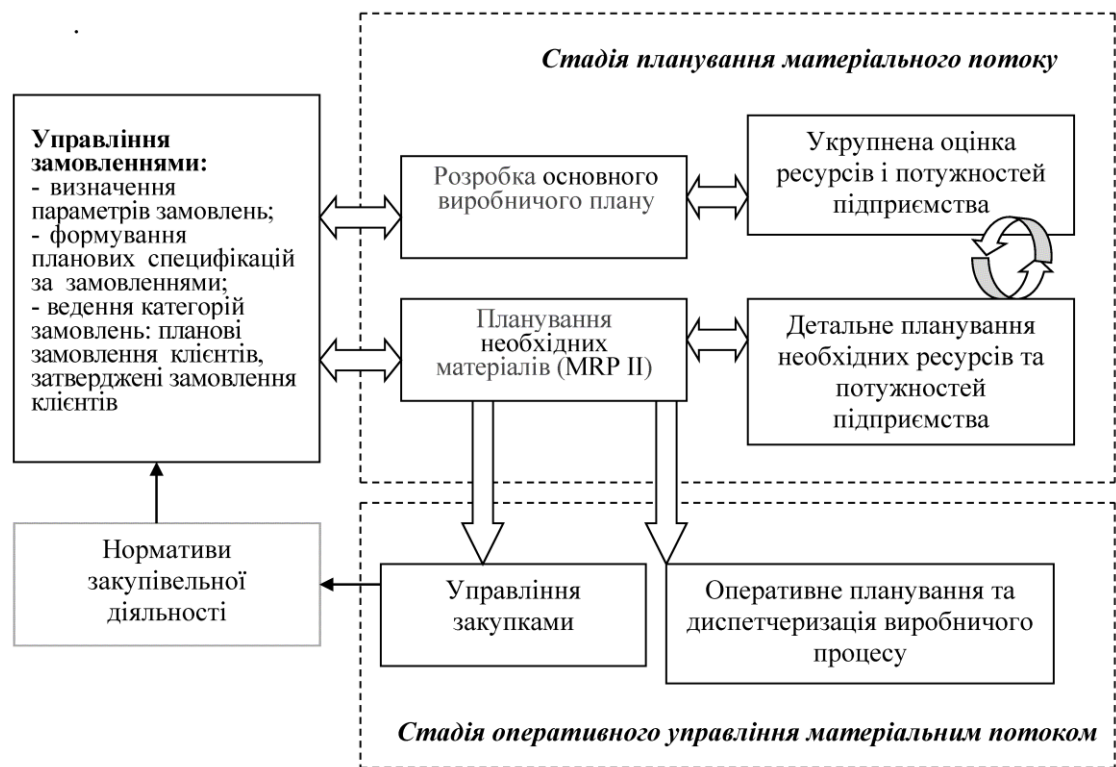 .
Стадія планування матеріального потоку
Управління
замовленнями:
- визначення
параметрів замовлень;
- формування
планових специфікацій
за замовленнями;
- ведення категорій
замовлень: планові
замовлення клієнтів,
затверджені замовлення
клієнтів
Розробка основного
виробничого плану
Укрупнена оцінка
ресурсів і потужностей
підприємства
Планування
необхідних
матеріалів (MRP II)
Детальне планування
необхідних ресурсів та
потужностей
підприємства
Нормативи
закупівельної
діяльності
Управління
закупками
Оперативне планування та
диспетчеризація виробничого
процесу
Стадія оперативного управління матеріальним потоком